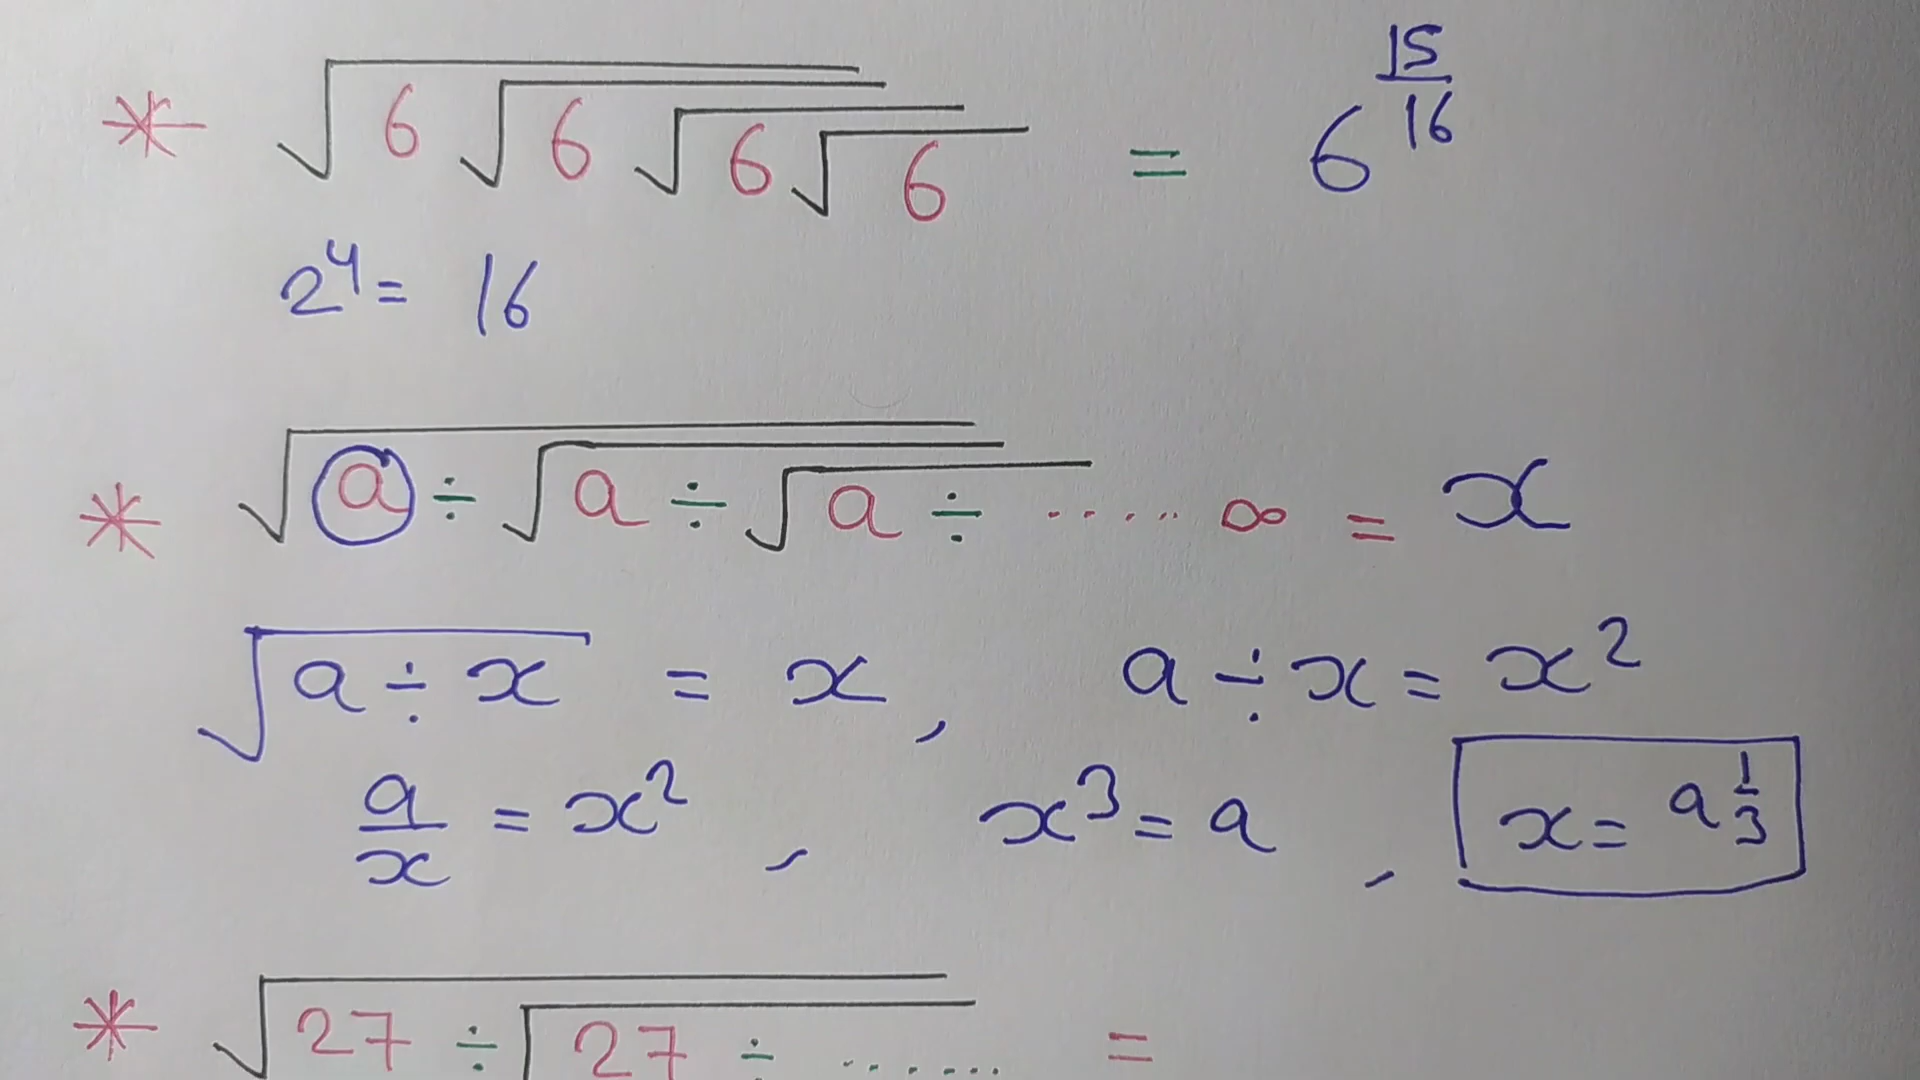 * √(6√(6√(6√6))) = 6^(15/16)
2⁴ = 16
* √(a ÷ √(a ÷ √(a ÷ ..... ∞))) = x
√(a ÷ x) = x , a ÷ x = x²
a/x = x² , x³ = a , x = a^(1/3)
* √(27 ÷ √(27 ÷ ......)) =